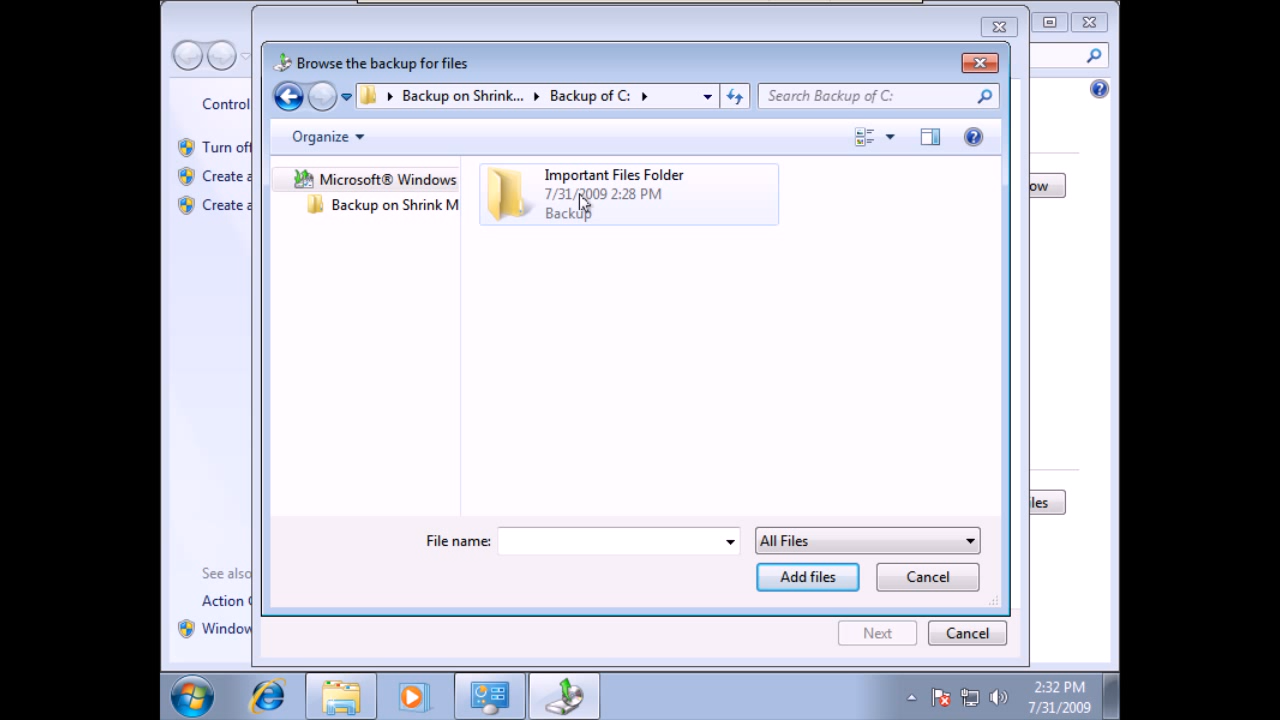 Browse the backup for files
Backup on Shrink... Backup of C: Search Backup of C:
Organize
Control
Turn off
Create a
Create a
Microsoft® Windows
Backup on Shrink M
Important Files Folder
7/31/2009 2:28 PM
Backup
ow
iles
File name: All Files
Add files Cancel
See also
Action C
Window
Next Cancel
2:32 PM
7/31/2009